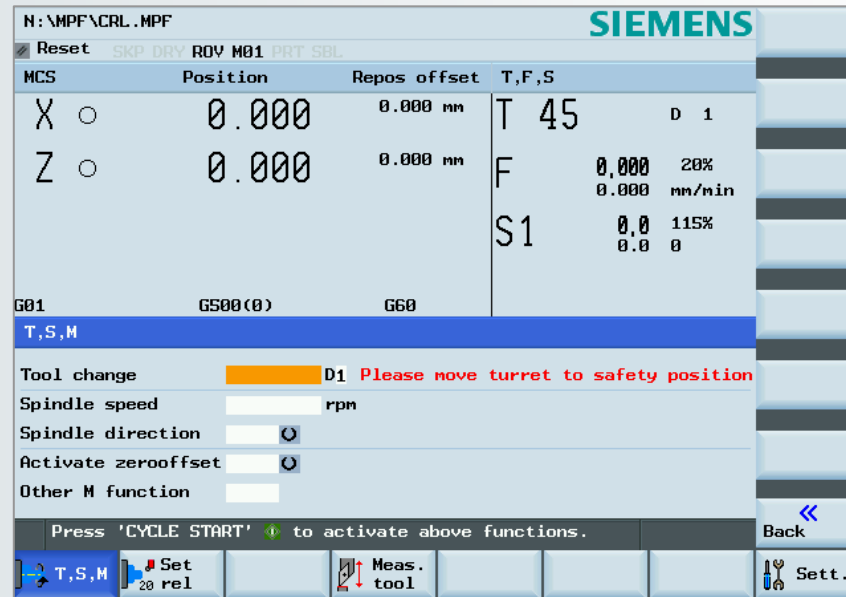 N:\MPF\CRL.MPF
SIEMENS
Reset SKP DRY ROV M01 PRT SBL
MCS Position Repos offset T,F,S
X 0.000 0.000 mm T 45 D 1
Z 0.000 0.000 mm F 0.000 20%
0.000 mm/min
S1 0.0 115%
0.0 0
G01 G500(0) G60
T,S,M
Tool change D1 Please move turret to safety position
Spindle speed rpm
Spindle direction
Activate zerooffset
Other M function
Press 'CYCLE START' to activate above functions.
« Back
T,S,M
Set
20 rel
Meas.
tool
Sett.